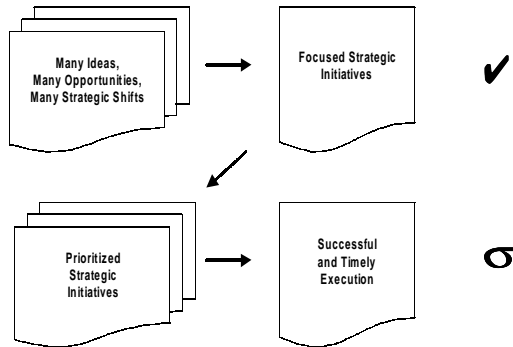 Many Ideas,
Many Opportunities,
Many Strategic Shifts
Focused Strategic
Initiatives
✔
Prioritized
Strategic
Initiatives
Successful
and Timely
Execution
σ